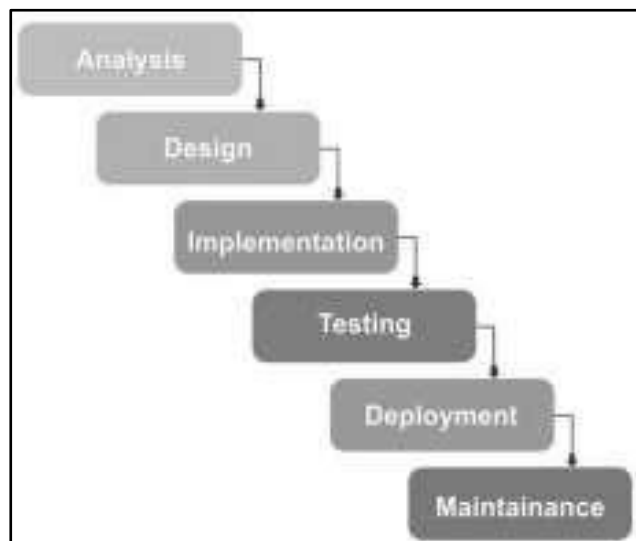 Analysis
Design
Implementation
Testing
Deployment
Maintainance